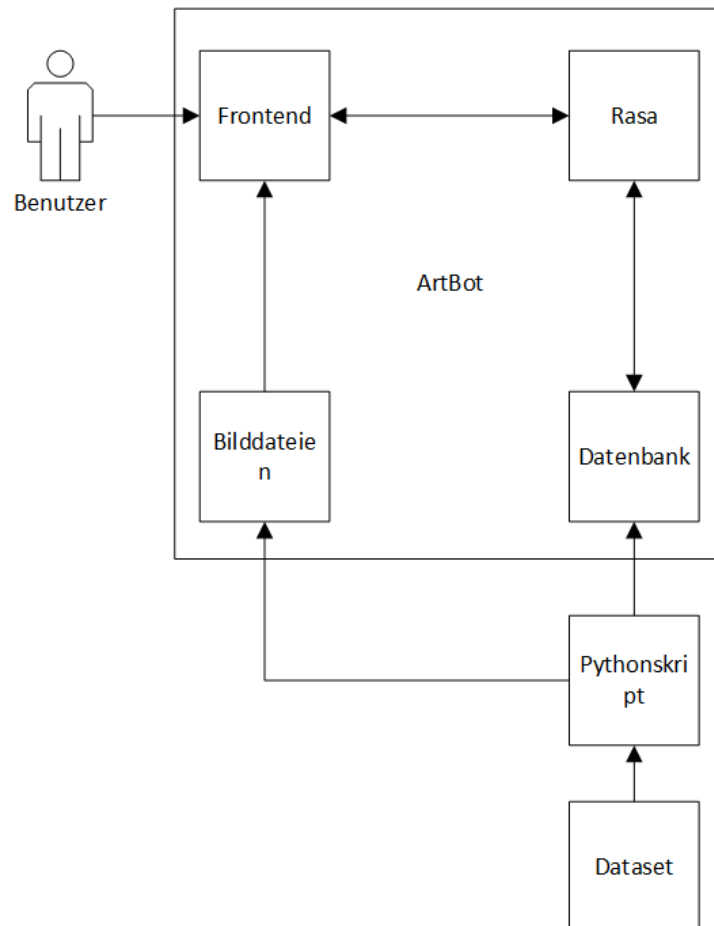 Frontend
Rasa
Benutzer
ArtBot
Bilddateie
n
Datenbank
Pythonskri
pt
Dataset